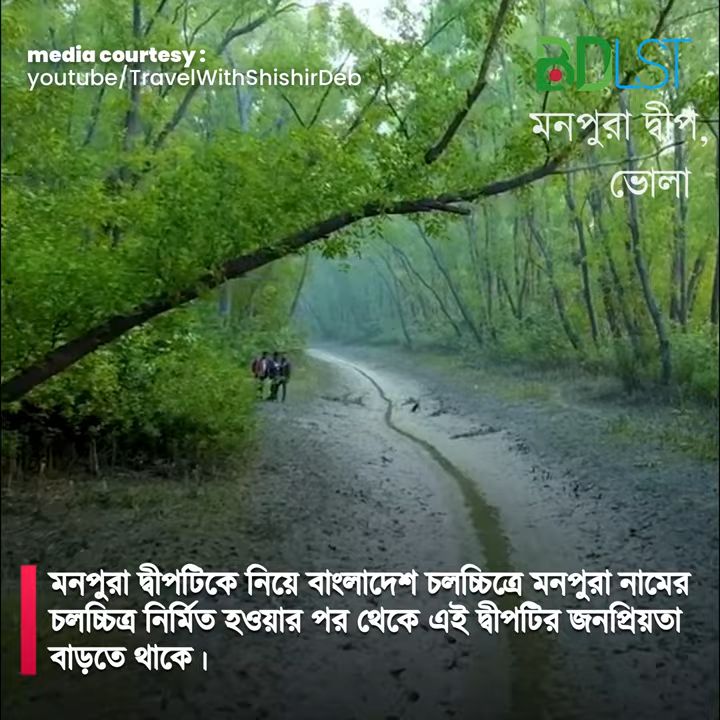 media courtesy :
youtube/TravelWithShishirDeb
BDLST
মনপুরা দ্বীপ,
ভোলা
মনপুরা দ্বীপটিকে নিয়ে বাংলাদেশ চলচ্চিত্রে মনপুরা নামের
চলচ্চিত্র নির্মিত হওয়ার পর থেকে এই দ্বীপটির জনপ্রিয়তা
বাড়তে থাকে।